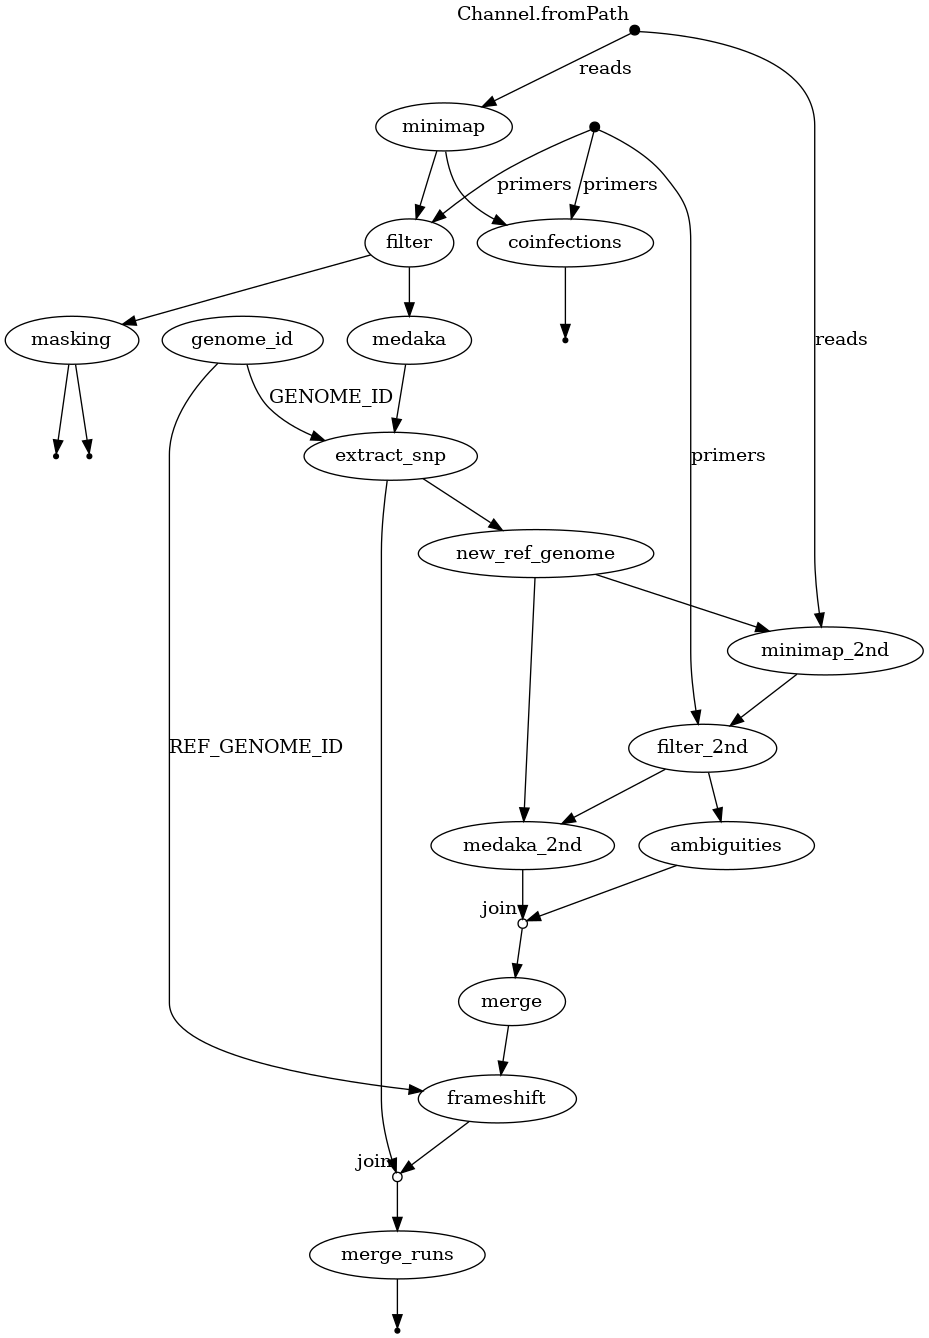 Channel.fromPath
reads
minimap
primers
primers
filter
coinfections
masking
genome_id
medaka
reads
GENOME_ID
extract_snp
primers
new_ref_genome
minimap_2nd
REF_GENOME_ID
filter_2nd
medaka_2nd
ambiguities
join
merge
frameshift
join
merge_runs